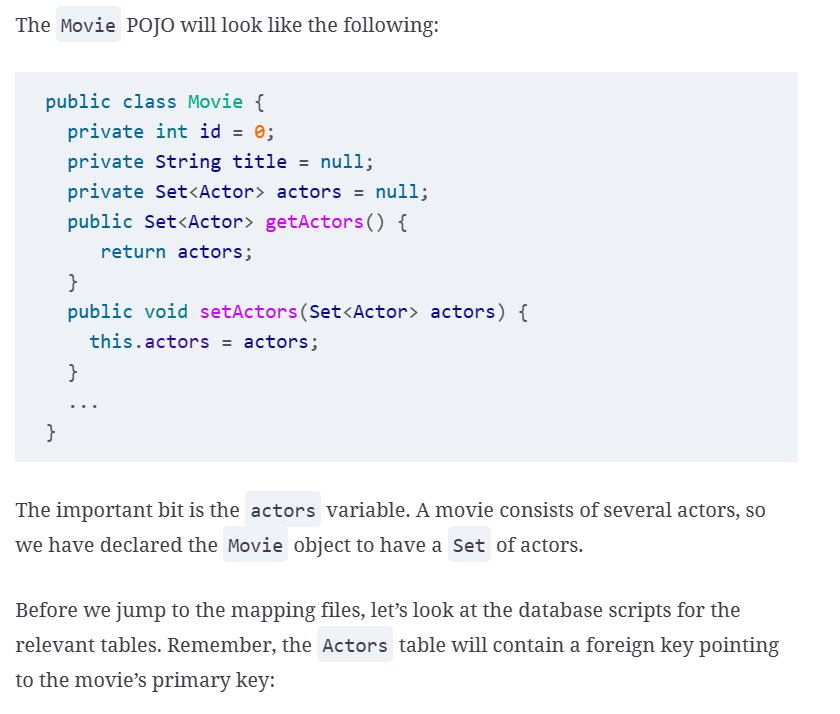 The Movie POJO will look like the following:
public class Movie {
  private int id = 0;
  private String title = null;
  private Set<Actor> actors = null;
  public Set<Actor> getActors() {
     return actors;
  }
  public void setActors(Set<Actor> actors) {
    this.actors = actors;
  }
  ...
}
The important bit is the actors variable. A movie consists of several actors, so
we have declared the Movie object to have a Set of actors.
Before we jump to the mapping files, let’s look at the database scripts for the
relevant tables. Remember, the Actors table will contain a foreign key pointing
to the movie’s primary key: